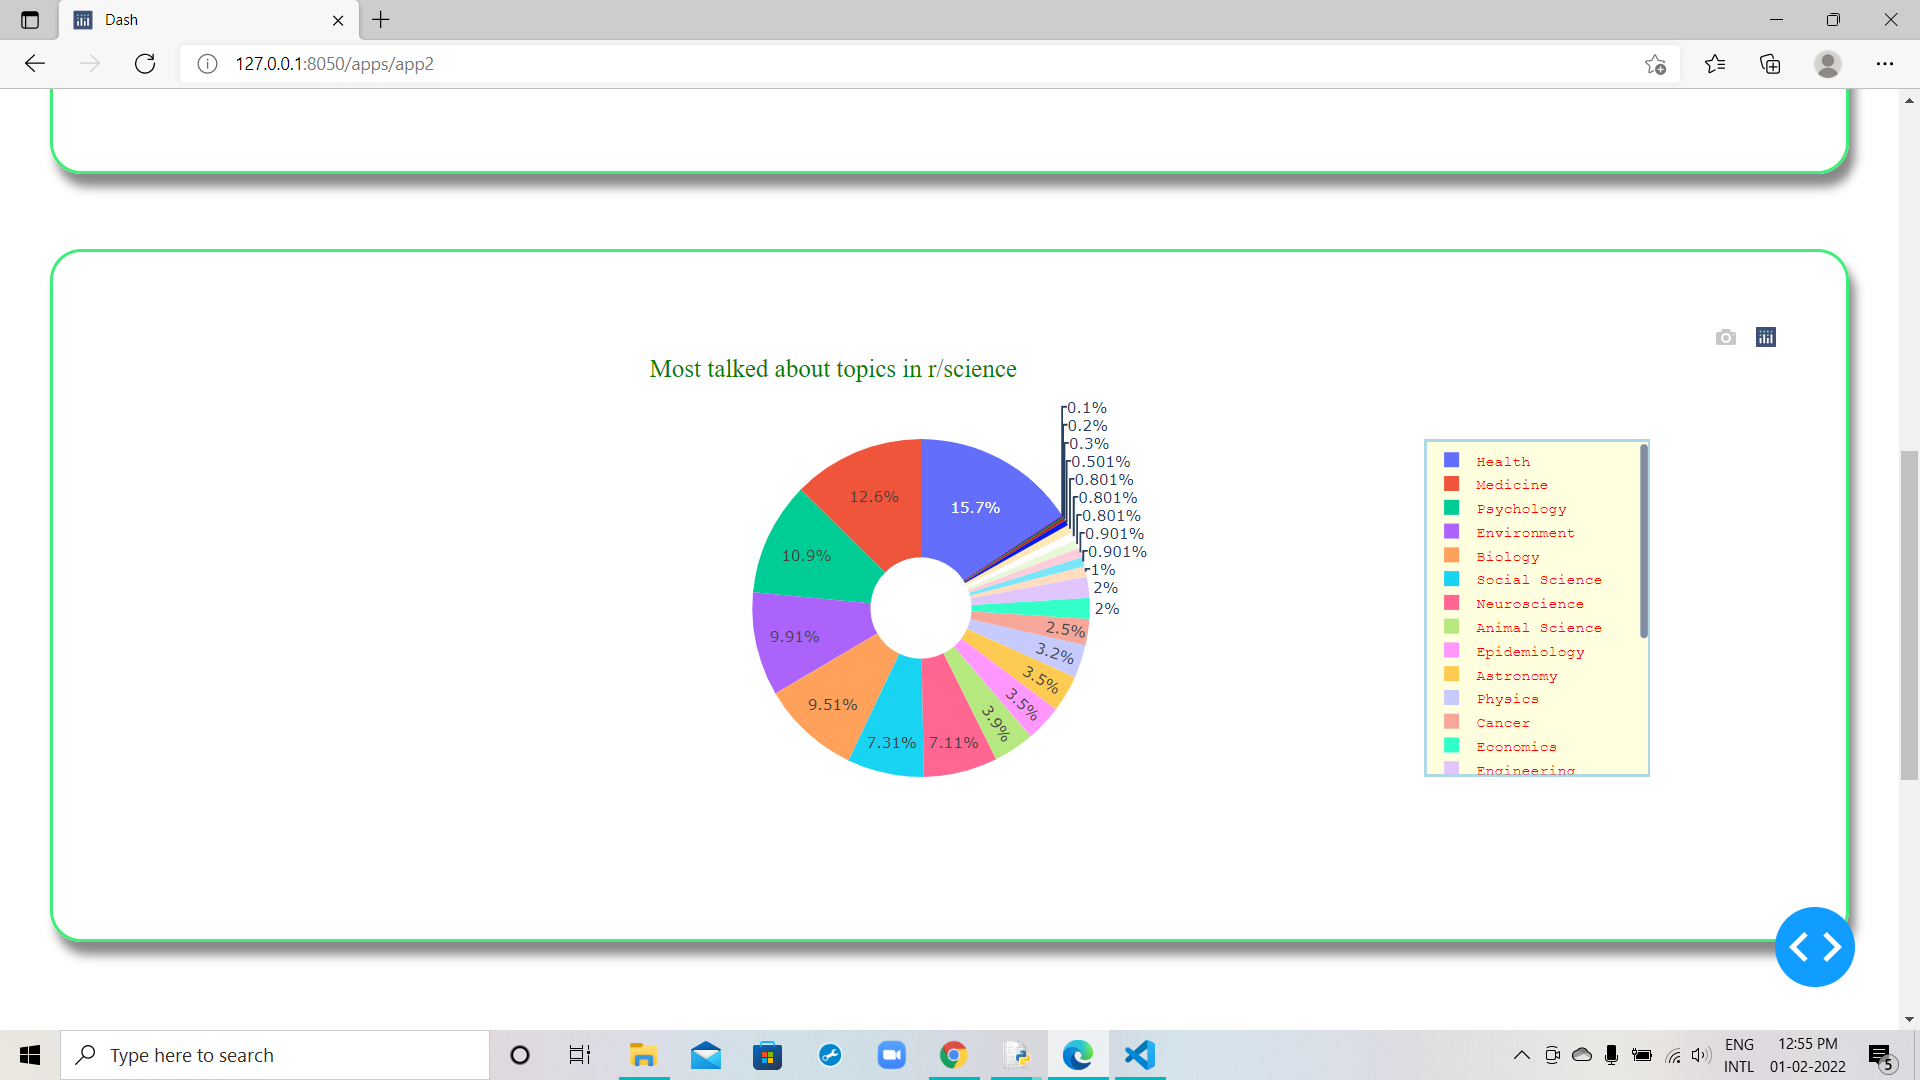 Dash
127.0.0.1:8050/apps/app2
Most talked about topics in r/science
0.1%
0.2%
0.3%
0.501%
0.801%
0.801%
0.801%
0.901%
0.901%
1%
2%
2%
2.5%
3.2%
3.5%
3.5%
3.9%
7.11%
7.31%
9.51%
9.91%
10.9%
12.6%
15.7%
Health
Medicine
Psychology
Environment
Biology
Social Science
Neuroscience
Animal Science
Epidemiology
Astronomy
Physics
Cancer
Economics
Engineering
Type here to search
ENG
INTL
12:55 PM
01-02-2022
5